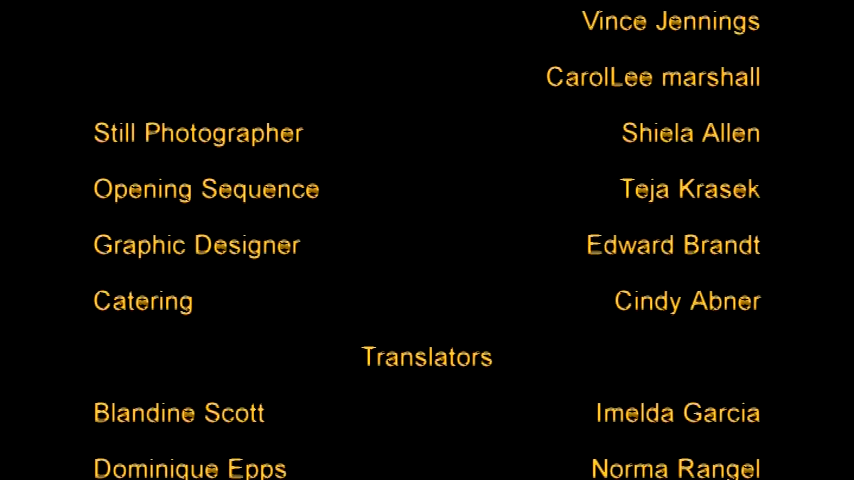 Vince Jennings
CarolLee marshall
Still Photographer Shiela Allen
Opening Sequence Teja Krasek
Graphic Designer Edward Brandt
Catering Cindy Abner
Translators
Blandine Scott Imelda Garcia
Dominique Epps Norma Rangel